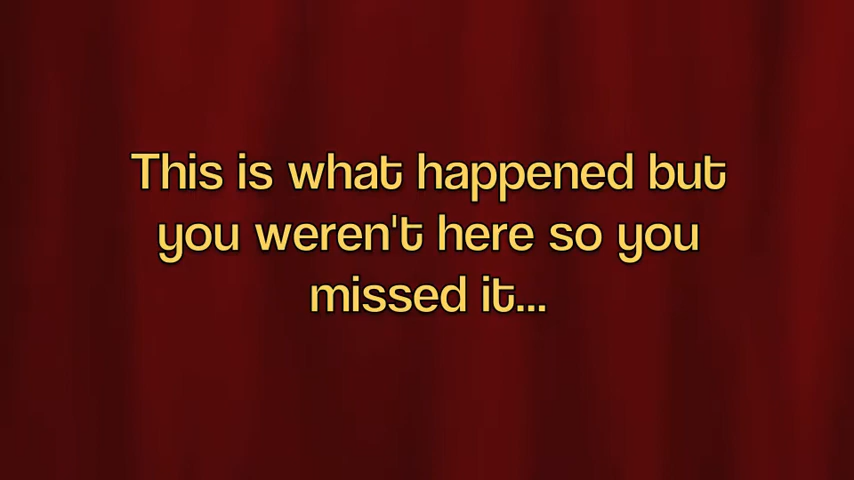 This is what happened but
you weren't here so you
missed it...